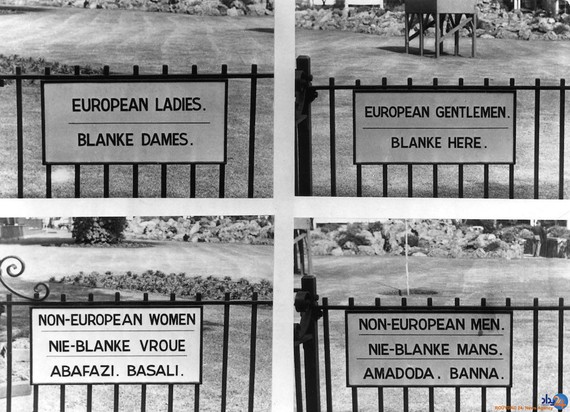 EUROPEAN LADIES.
BLANKE DAMES.
EUROPEAN GENTLEMEN.
BLANKE HERE.
NON-EUROPEAN WOMEN
NIE-BLANKE VROUE
ABAFAZI. BASALI.
NON-EUROPEAN MEN.
NIE-BLANKE MANS.
AMADODA. BANNA.